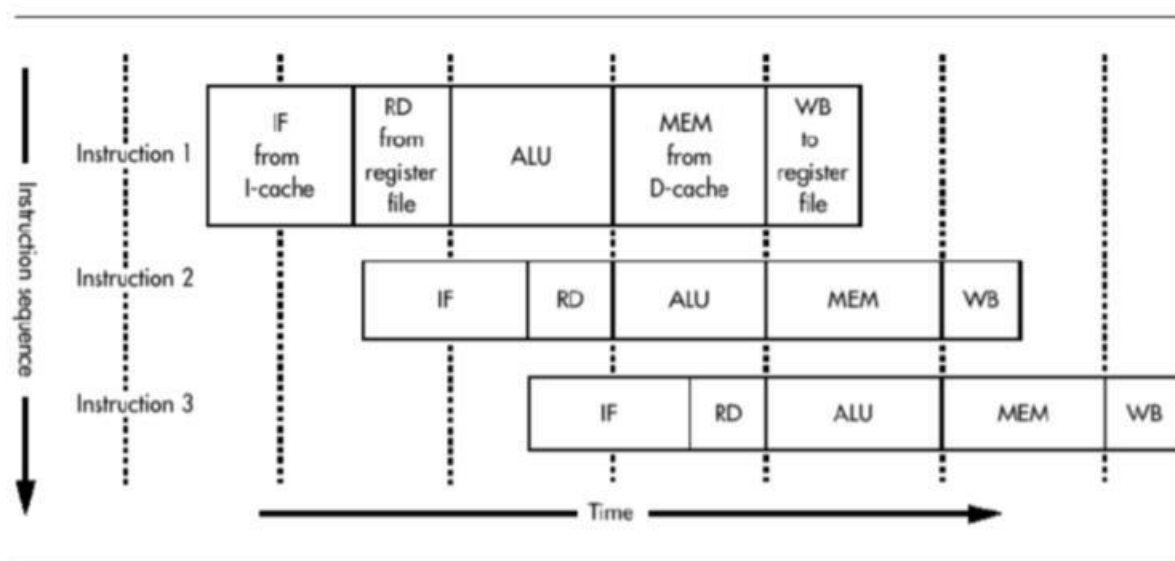 Instruction sequence
Instruction 1
IF
from
I-cache
RD
from
register
file
ALU
MEM
from
D-cache
WB
to
register
file
Instruction 2
IF
RD
ALU
MEM
WB
Instruction 3
IF
RD
ALU
MEM
WB
Time